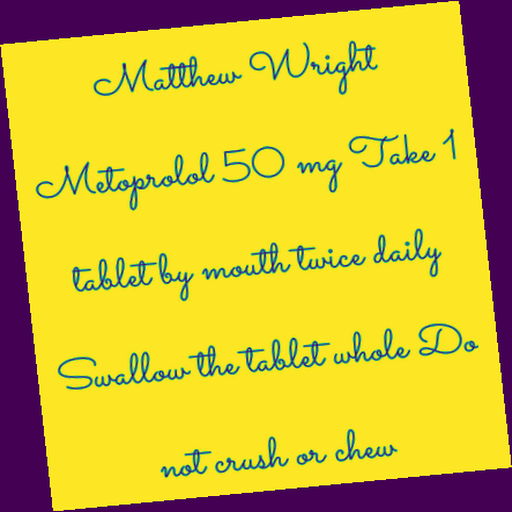 Matthew Wright
Metoprolol 50 mg Take 1
tablet by mouth twice daily
Swallow the tablet whole Do
not crush or chew